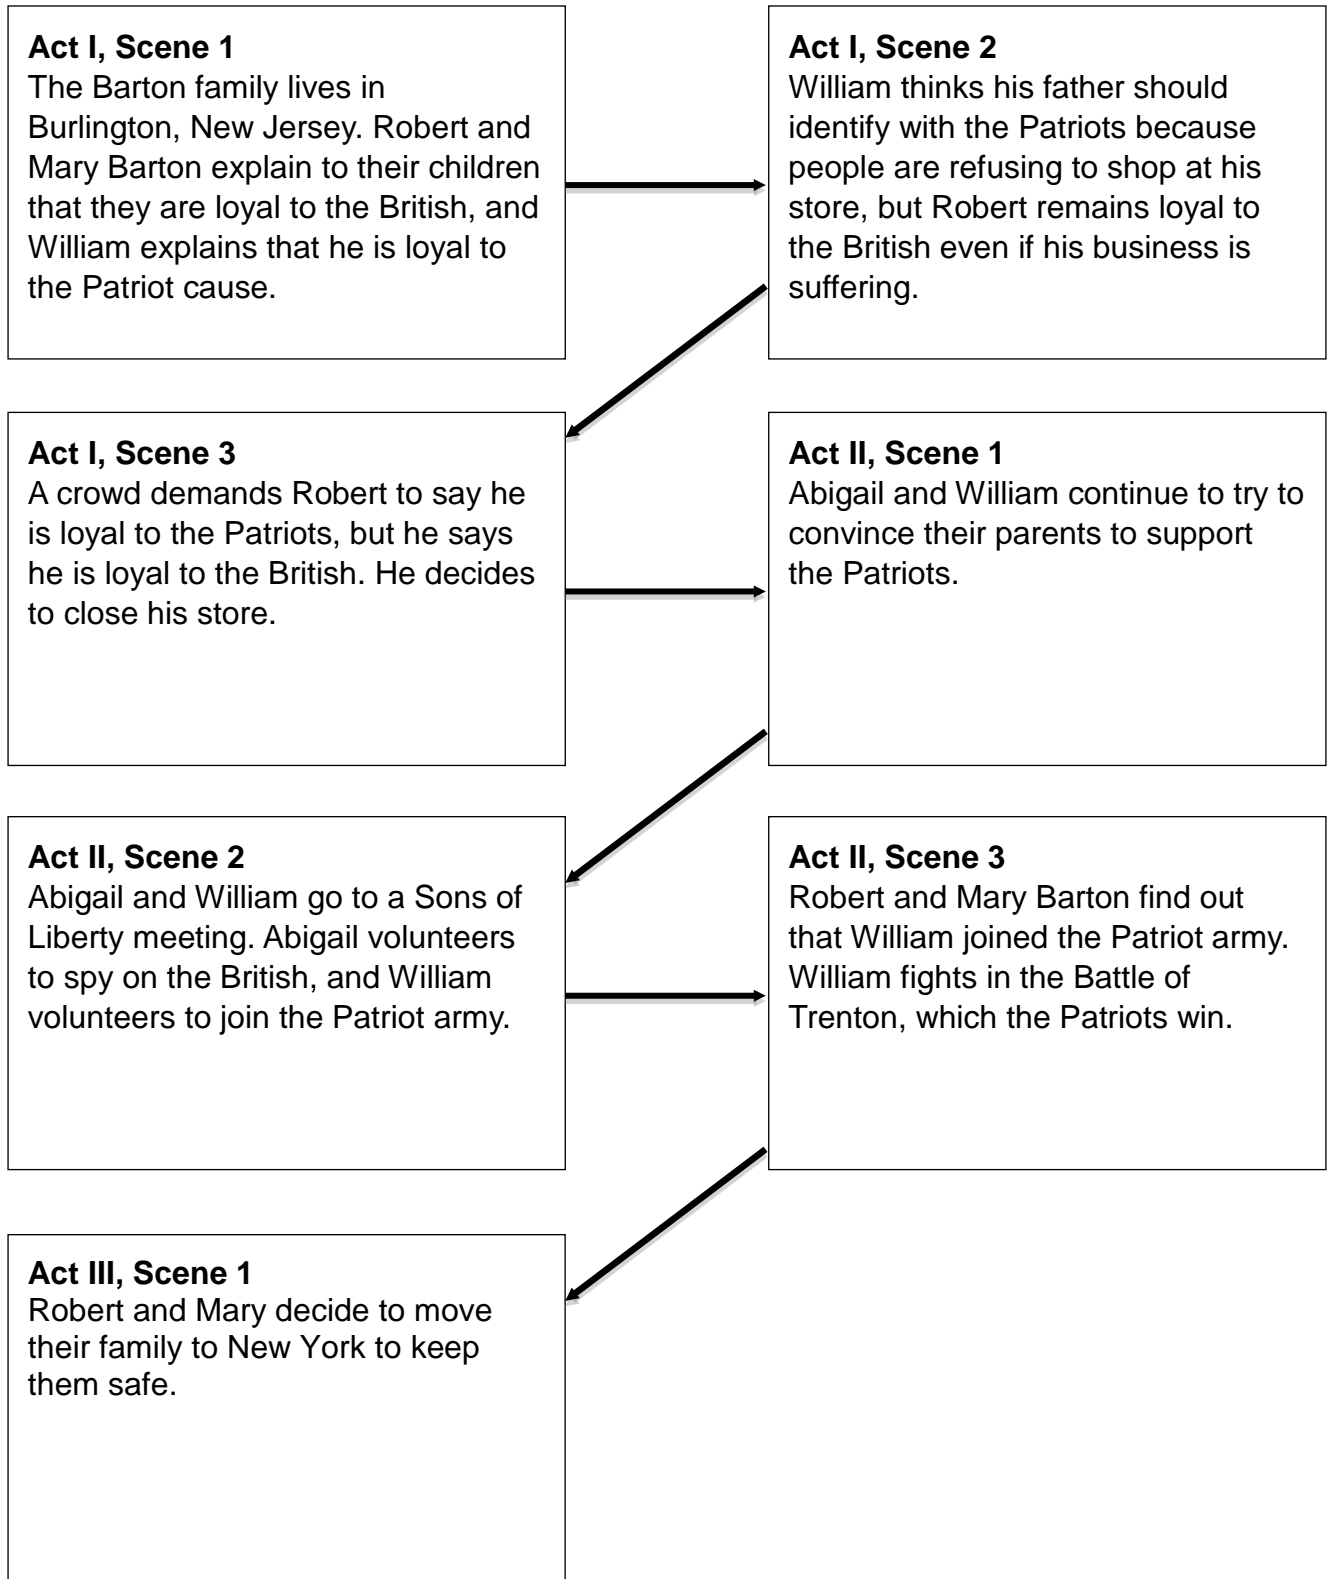 Act I, Scene 1
The Barton family lives in
Burlington, New Jersey. Robert and
Mary Barton explain to their children
that they are loyal to the British, and
William explains that he is loyal to
the Patriot cause.
Act I, Scene 2
William thinks his father should
identify with the Patriots because
people are refusing to shop at his
store, but Robert remains loyal to
the British even if his business is
suffering.
Act I, Scene 3
A crowd demands Robert to say he
is loyal to the Patriots, but he says
he is loyal to the British. He decides
to close his store.
Act II, Scene 1
Abigail and William continue to try to
convince their parents to support
the Patriots.
Act II, Scene 2
Abigail and William go to a Sons of
Liberty meeting. Abigail volunteers
to spy on the British, and William
volunteers to join the Patriot army.
Act II, Scene 3
Robert and Mary Barton find out
that William joined the Patriot army.
William fights in the Battle of
Trenton, which the Patriots win.
Act III, Scene 1
Robert and Mary decide to move
their family to New York to keep
them safe.